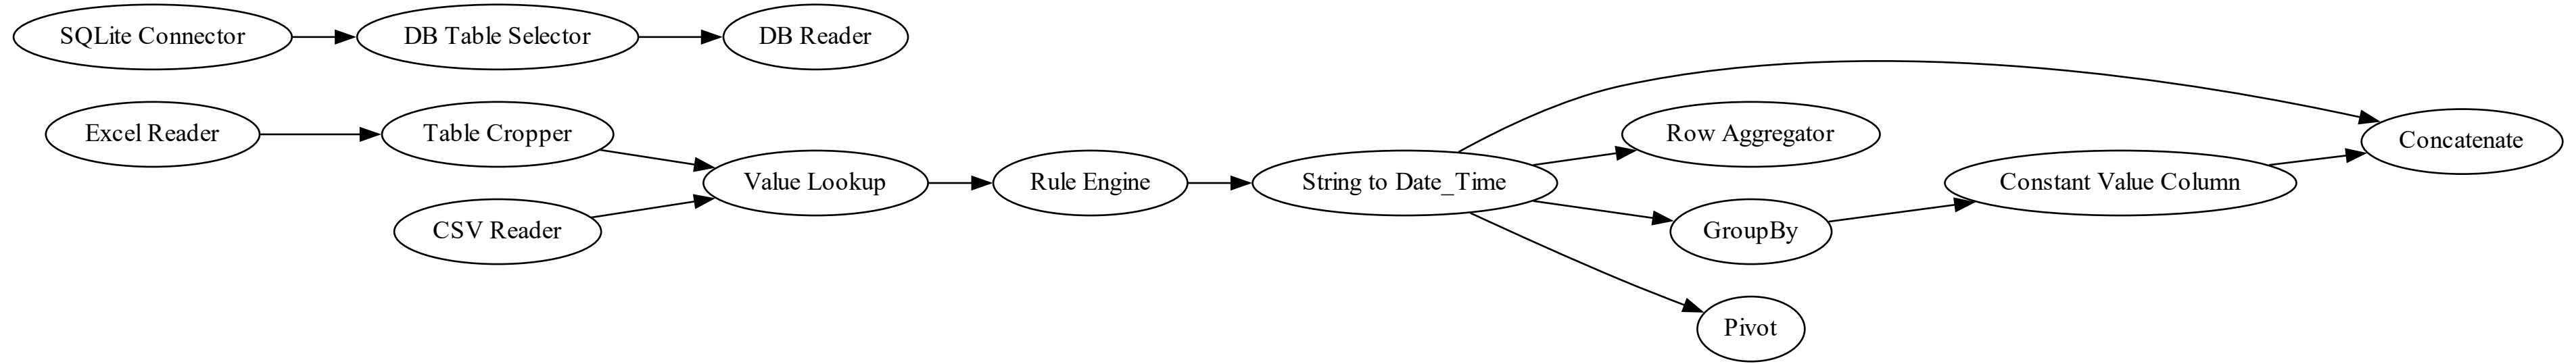 SQLite Connector
DB Table Selector
DB Reader
Excel Reader
Table Cropper
CSV Reader
Value Lookup
Rule Engine
String to Date_Time
Row Aggregator
GroupBy
Pivot
Constant Value Column
Concatenate